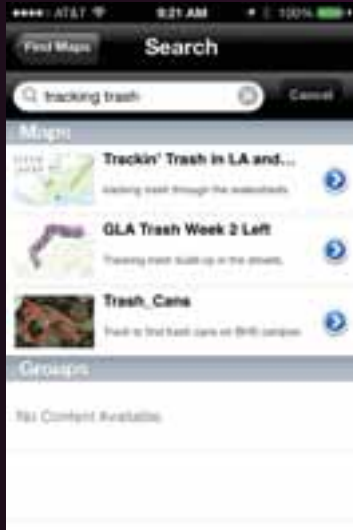 AT&T 9:21 AM 100%
Find Maps Search
tracking trash Cancel
Maps
Trackin' Trash in LA and...
tracking trash through the watersheds.
GLA Trash Week 2 Left
Tracking trash build up in the streets.
Trash_Cans
Track to find trash cans on BHS campus.
Groups
No Content Available.